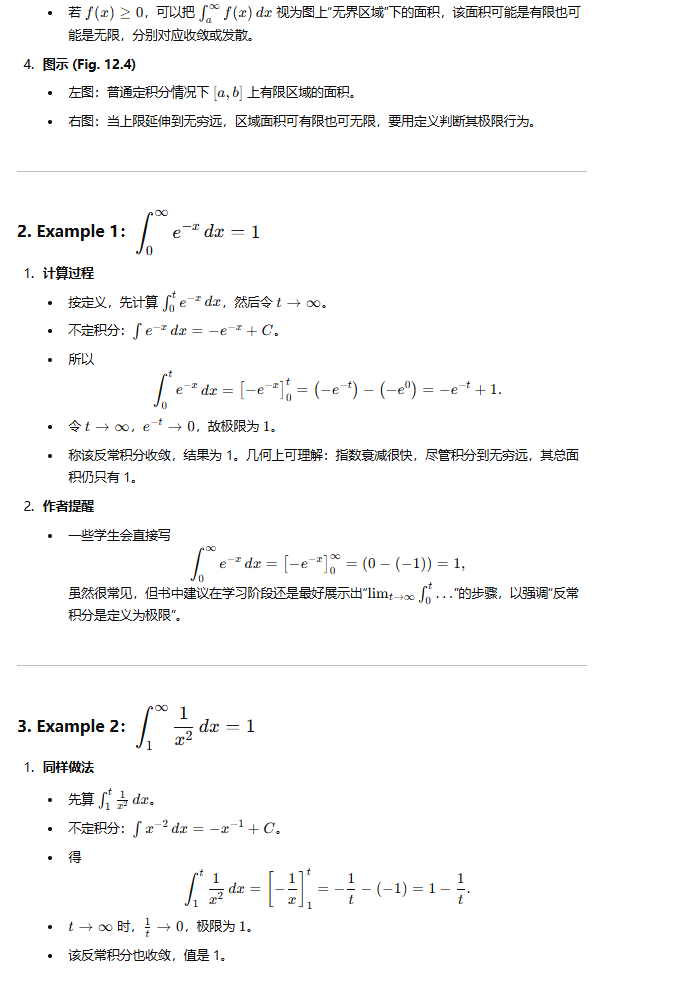 • 若 f(x) ≥ 0，可以把 ∫_a^∞ f(x) dx 视为图上“无界区域”下的面积，该面积可能是有限也可
能是无限，分别对应收敛或发散。
4. 图示 (Fig. 12.4)
• 左图：普通定积分情况下 [a, b] 上有限区域的面积。
• 右图：当上限延伸到无穷远，区域面积可有限也可无限，要用定义判断其极限行为。
2. Example 1：∫_0^∞ e^{-x} dx = 1
1. 计算过程
• 按定义，先计算 ∫_0^t e^{-x} dx，然后令 t → ∞。
• 不定积分：∫ e^{-x} dx = −e^{-x} + C。
• 所以
∫_0^t e^{-x} dx = [−e^{-x}]_0^t = (−e^{-t}) − (−e^0) = −e^{-t} + 1.
• 令 t → ∞，e^{-t} → 0，故极限为 1。
• 称该反常积分收敛，结果为 1。几何上可理解：指数衰减很快，尽管积分到无穷远，其总面
积仍只有 1。
2. 作者提醒
• 一些学生会直接写
∫_0^∞ e^{-x} dx = [−e^{-x}]_0^∞ = (0 − (−1)) = 1,
虽然很常见，但书中建议在学习阶段还是最好展示出“lim_{t→∞} ∫_0^t ...”的步骤，以强调“反常
积分是定义为极限”。
3. Example 2：∫_1^∞ 1/x^2 dx = 1
1. 同样做法
• 先算 ∫_1^t 1/x^2 dx。
• 不定积分：∫ x^{-2} dx = −x^{-1} + C。
• 得
∫_1^t 1/x^2 dx = [−1/x]_1^t = −1/t − (−1) = 1 − 1/t.
• t → ∞ 时，1/t → 0，极限为 1。
• 该反常积分也收敛，值是 1。